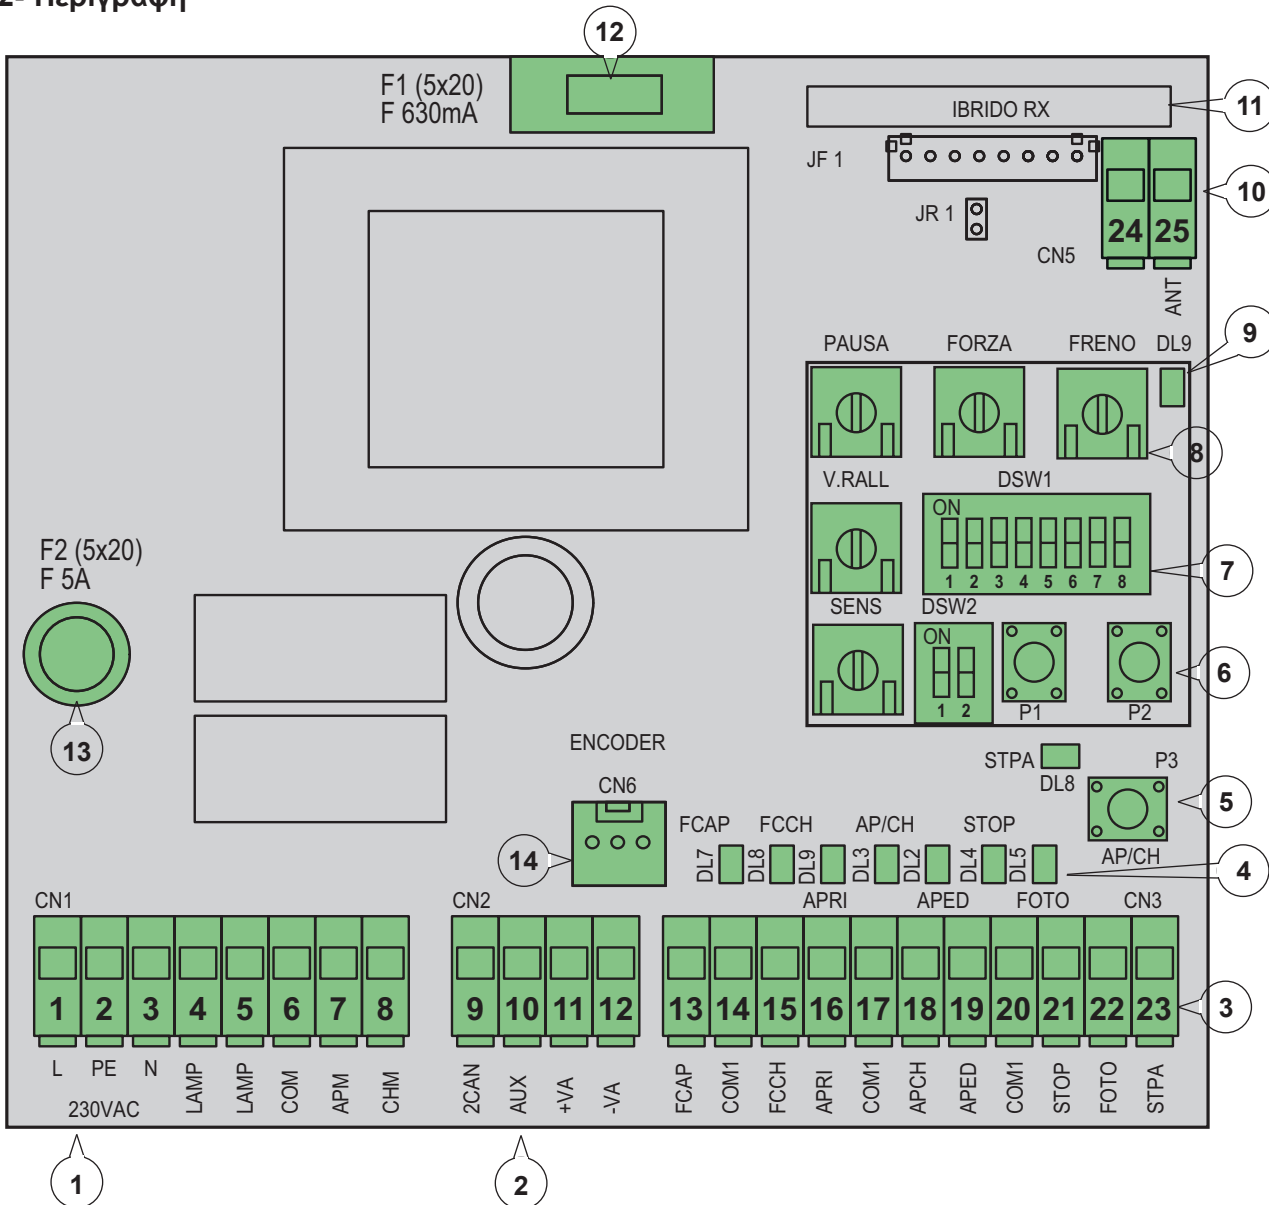 2- Περιγραφή
12
F1 (5x20)
F 630mA
IBRIDO RX
11
JF 1
JR 1
10
24 25
CN5
ANT
9
PAUSA FORZA FRENO DL9
8
V.RALL DSW1
ON
1 2 3 4 5 6 7 8
7
F2 (5x20)
F 5A
SENS DSW2
ON
1 2
P1 P2
6
13
ENCODER
CN6
STPA DL8 P3
5
AP/CH
FCAP FCCH AP/CH STOP
DL7 DL8 DL9 DL3 DL2 DL4 DL5
4
14
CN1 CN2 APRI APED FOTO CN3
1 2 3 4 5 6 7 8 9 10 11 12 13 14 15 16 17 18 19 20 21 22 23
3
L PE N LAMP LAMP COM APM CHM 2CAN AUX +VA -VA FCAP COM1 FCCH APRI COM1 APCH APED COM1 STOP FOTO STPA
230VAC
1 2